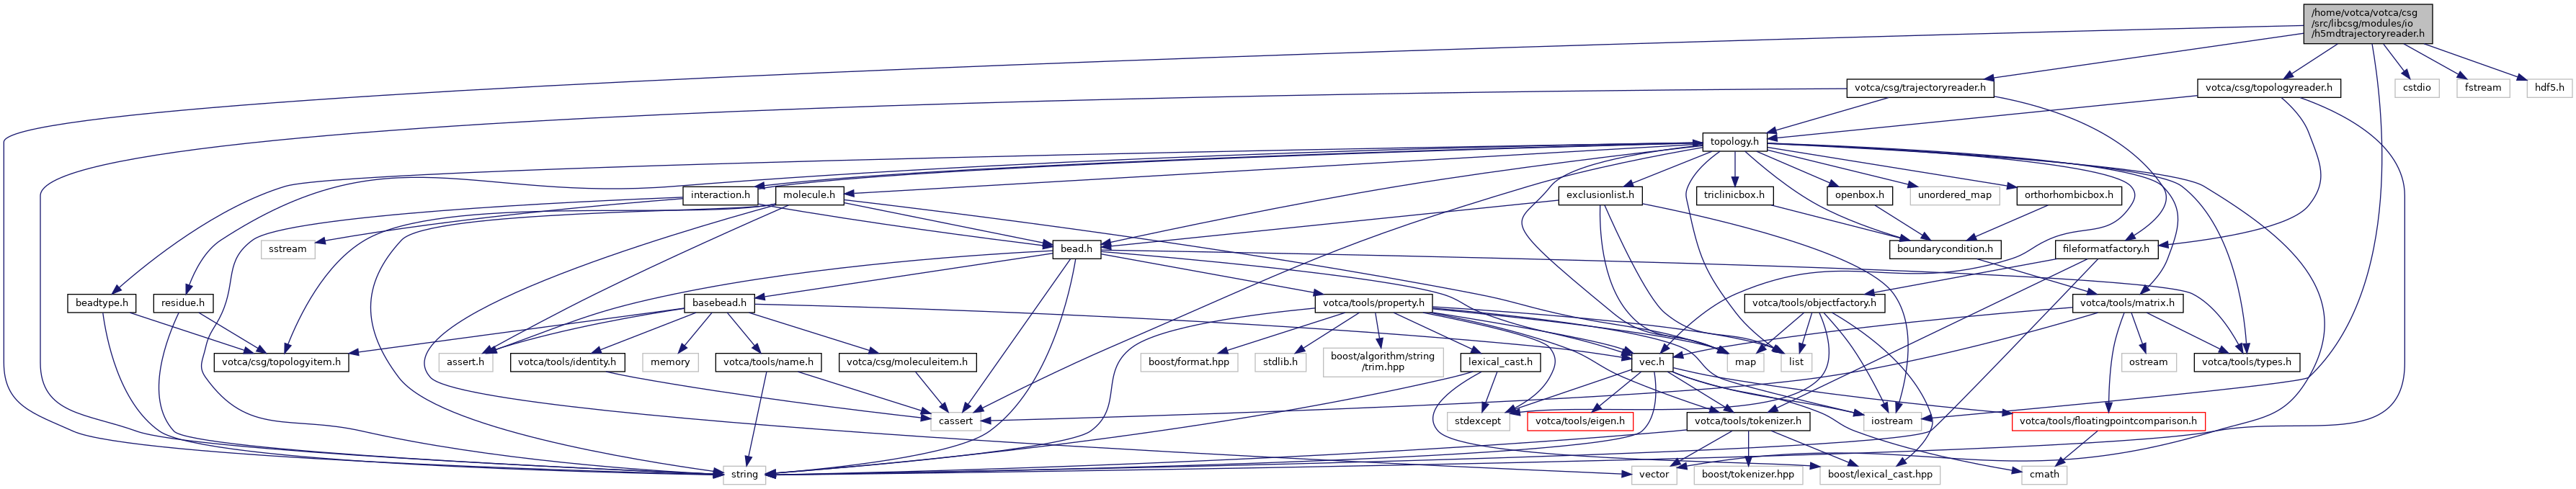 /home/votca/votca/csg
/src/libcsg/modules/io
/h5mdtrajectoryreader.h
votca/csg/trajectoryreader.h
votca/csg/topologyreader.h
cstdio
fstream
hdf5.h
topology.h
interaction.h
molecule.h
exclusionlist.h
triclinicbox.h
openbox.h
unordered_map
orthorhombicbox.h
sstream
bead.h
boundarycondition.h
fileformatfactory.h
beadtype.h
residue.h
basebead.h
votca/tools/property.h
votca/tools/objectfactory.h
votca/tools/matrix.h
votca/csg/topologyitem.h
assert.h
votca/tools/identity.h
memory
votca/tools/name.h
votca/csg/moleculeitem.h
boost/format.hpp
stdlib.h
boost/algorithm/string
/trim.hpp
lexical_cast.h
vec.h
map
list
ostream
votca/tools/types.h
cassert
stdexcept
votca/tools/eigen.h
votca/tools/tokenizer.h
iostream
votca/tools/floatingpointcomparison.h
string
vector
boost/tokenizer.hpp
boost/lexical_cast.hpp
cmath